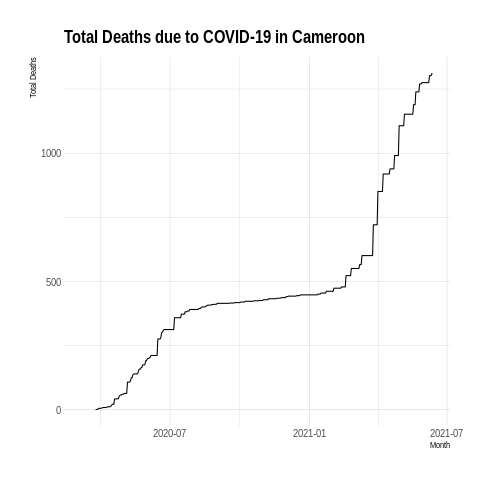 Total Deaths due to COVID-19 in Cameroon
Total Deaths
1000
500
0
2020-07
2021-01
2021-07
Month